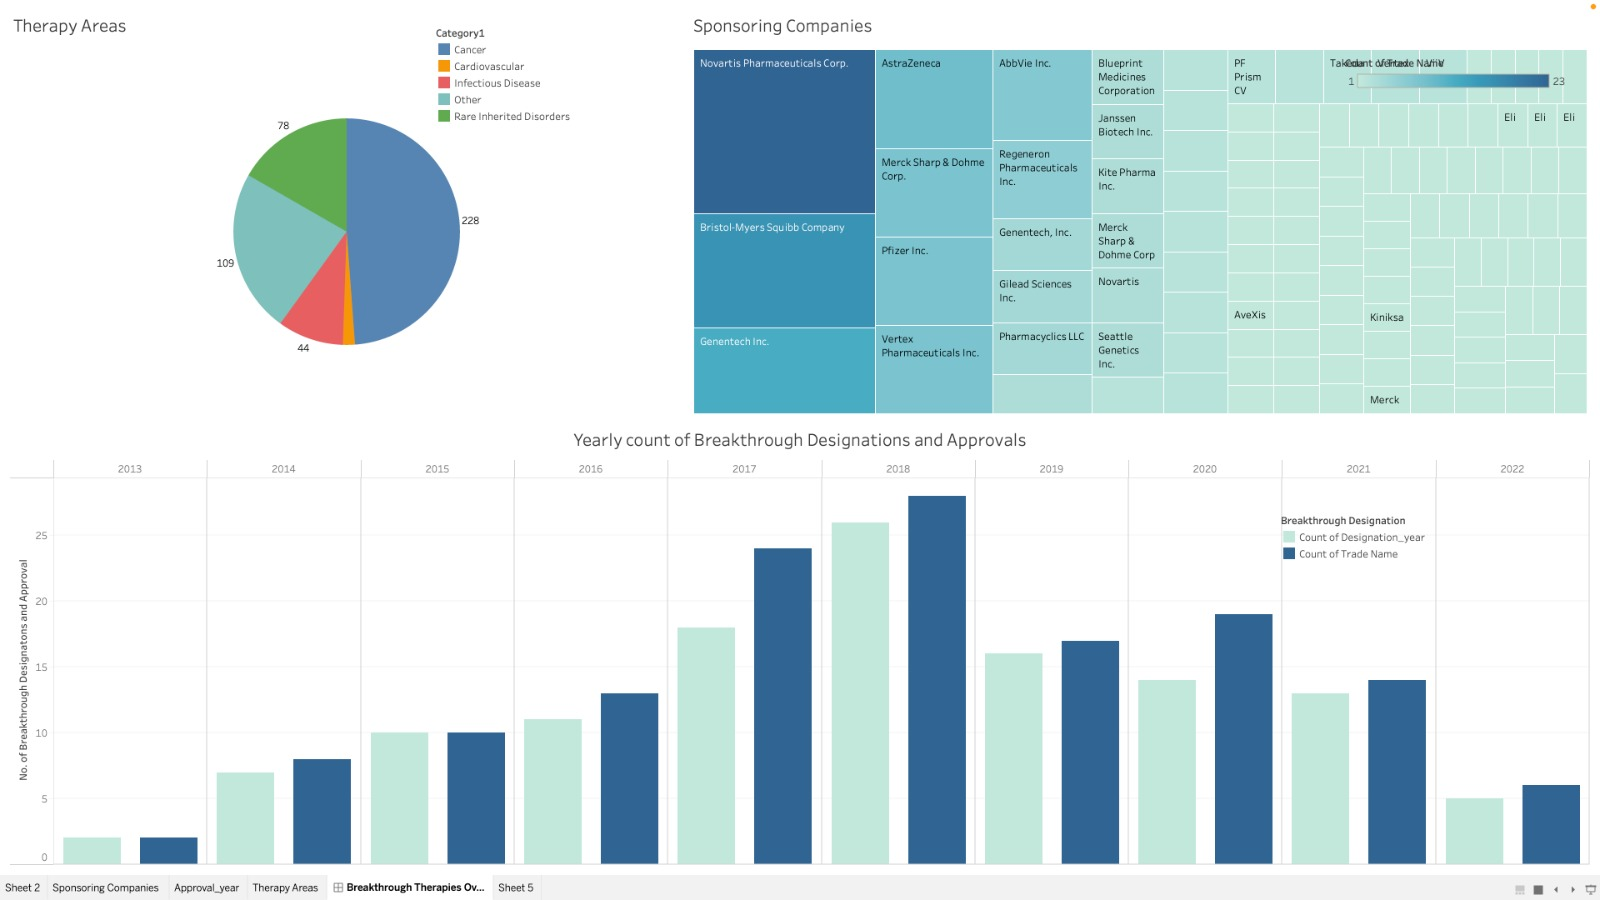 Therapy Areas
Category1
Cancer
Cardiovascular
Infectious Disease
Other
Rare Inherited Disorders
78
228
109
44
Sponsoring Companies
Novartis Pharmaceuticals Corp.
Bristol-Myers Squibb Company
Genentech Inc.
AstraZeneca
Merck Sharp & Dohme
Corp.
Pfizer Inc.
Vertex
Pharmaceuticals Inc.
AbbVie Inc.
Regeneron
Pharmaceuticals
Inc.
Genentech, Inc.
Gilead Sciences
Inc.
Pharmacyclics LLC
Blueprint
Medicines
Corporation
Janssen
Biotech Inc.
Kite Pharma
Inc.
Merck
Sharp &
Dohme Corp
Novartis
Seattle
Genetics
Inc.
PF
Prism
CV
AveXis
Kiniksa
Merck
Eli
Eli
Eli
1
23
Yearly count of Breakthrough Designations and Approvals
2013 2014 2015 2016 2017 2018 2019 2020 2021 2022
No. of Breakthrough Designatons and Approval
25
20
15
10
5
0
Breakthrough Designation
Count of Designation_year
Count of Trade Name
Sheet 2 Sponsoring Companies Approval_year Therapy Areas Breakthrough Therapies Ov... Sheet 5